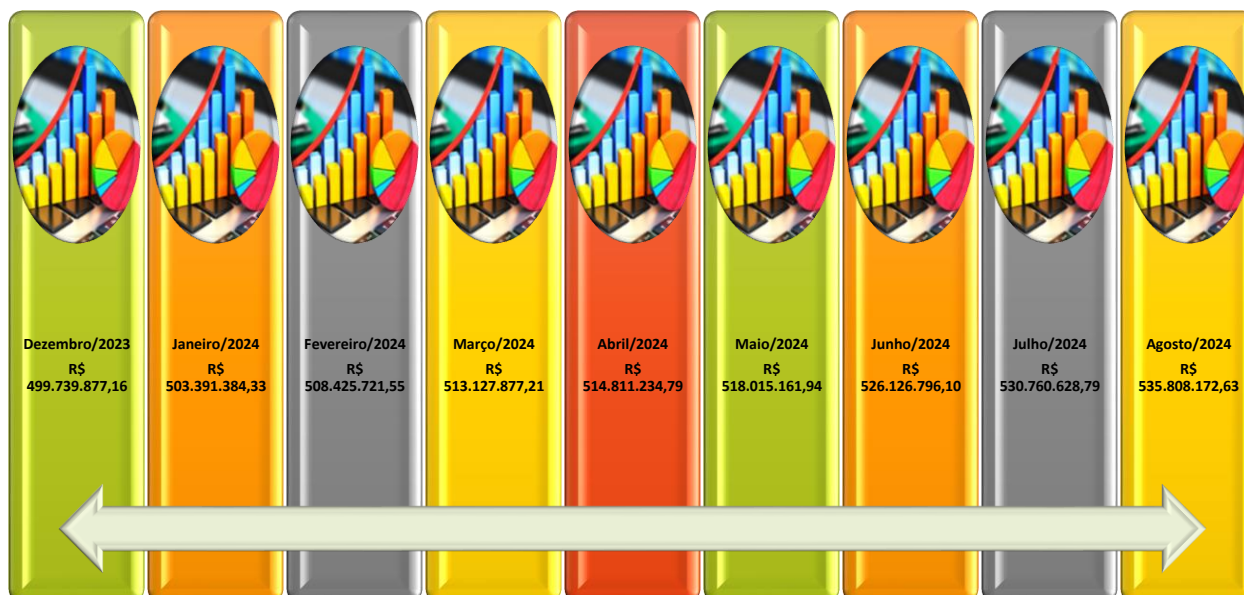 Dezembro/2023
R$
499.739.877,16
Janeiro/2024
R$
503.391.384,33
Fevereiro/2024
R$
508.425.721,55
Março/2024
R$
513.127.877,21
Abril/2024
R$
514.811.234,79
Maio/2024
R$
518.015.161,94
Junho/2024
R$
526.126.796,10
Julho/2024
R$
530.760.628,79
Agosto/2024
R$
535.808.172,63